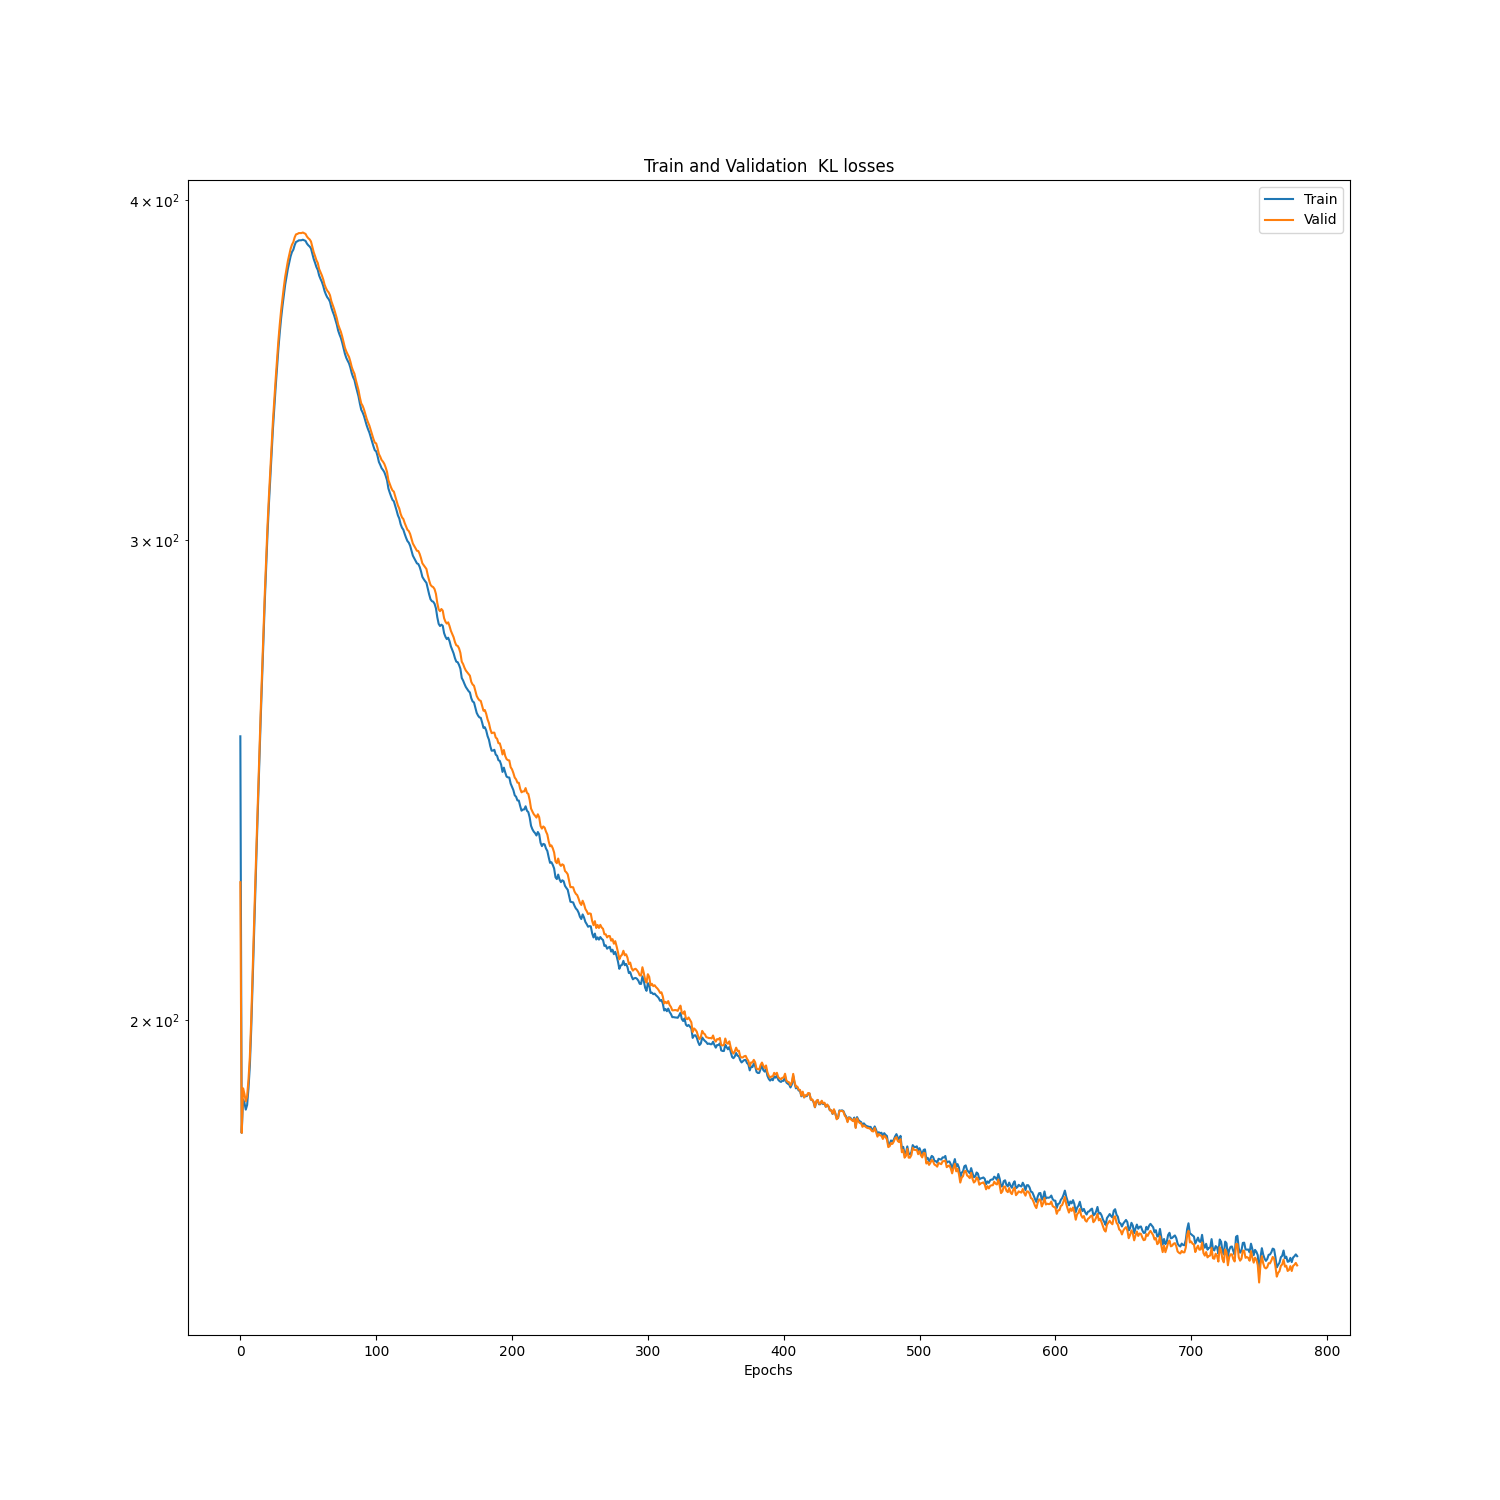 Train and Validation  KL losses
4 × 10²
3 × 10²
2 × 10²
Train
Valid
0 100 200 300 400 500 600 700 800
Epochs